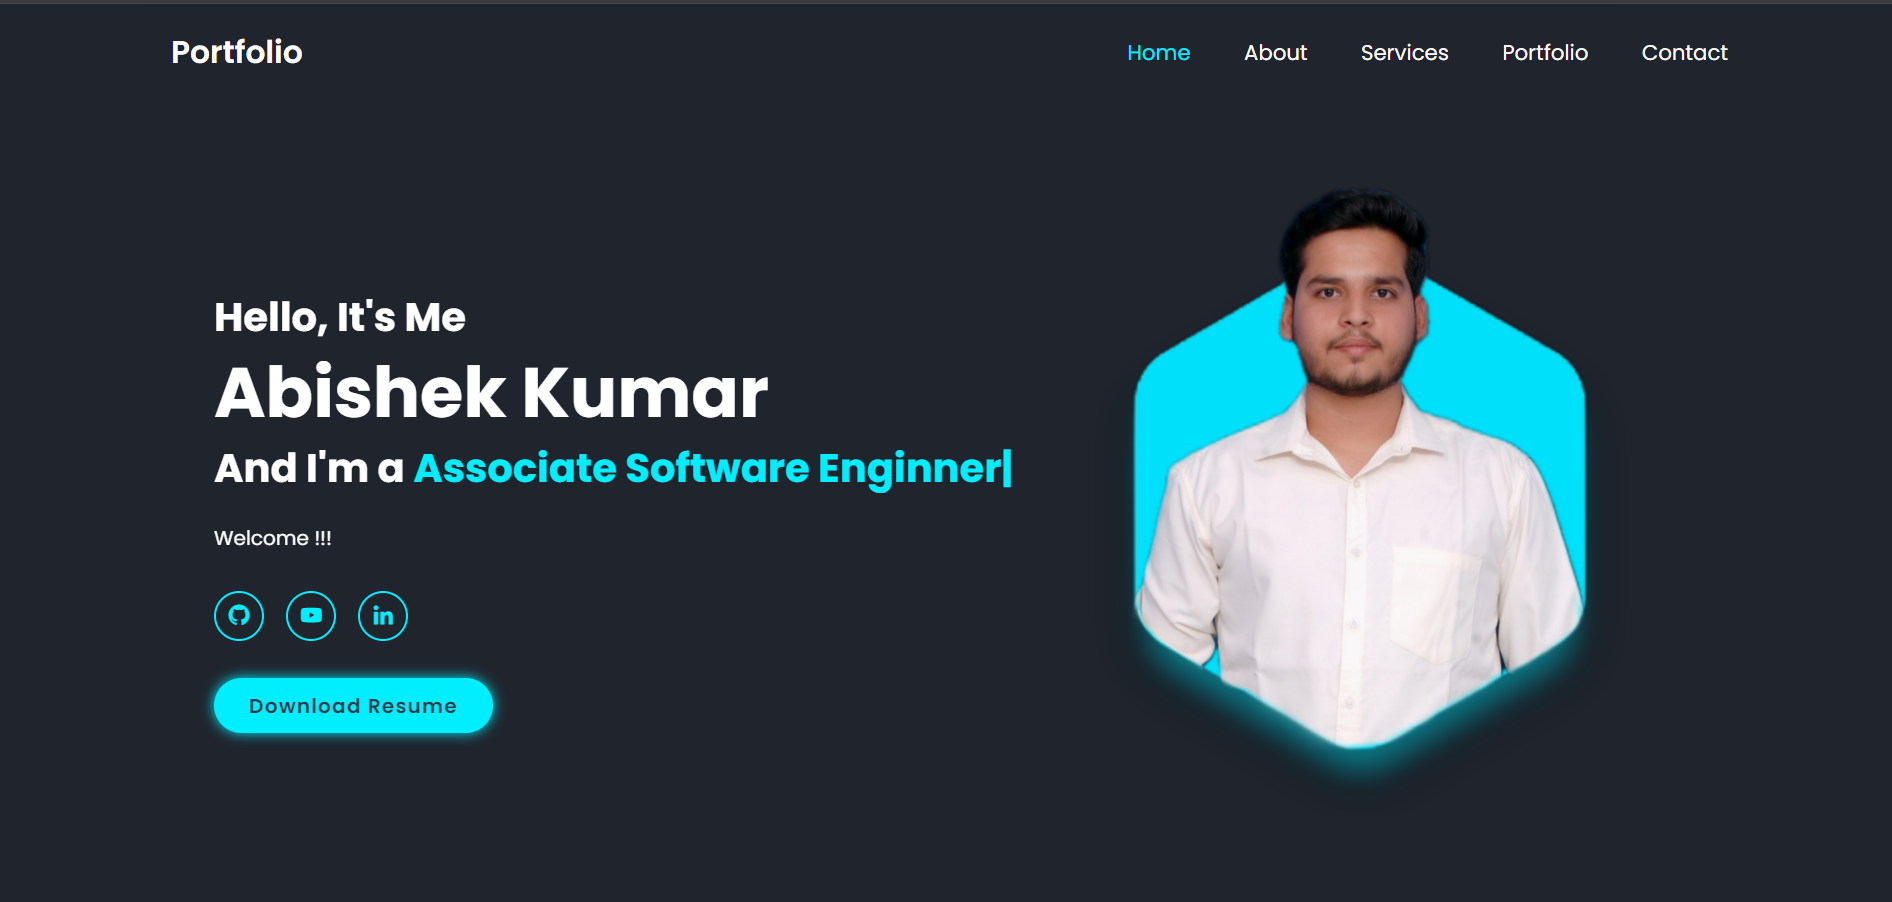 Portfolio
Home About Services Portfolio Contact
Hello, It's Me
Abishek Kumar
And I'm a Associate Software Enginner|
Welcome !!!
in
Download Resume